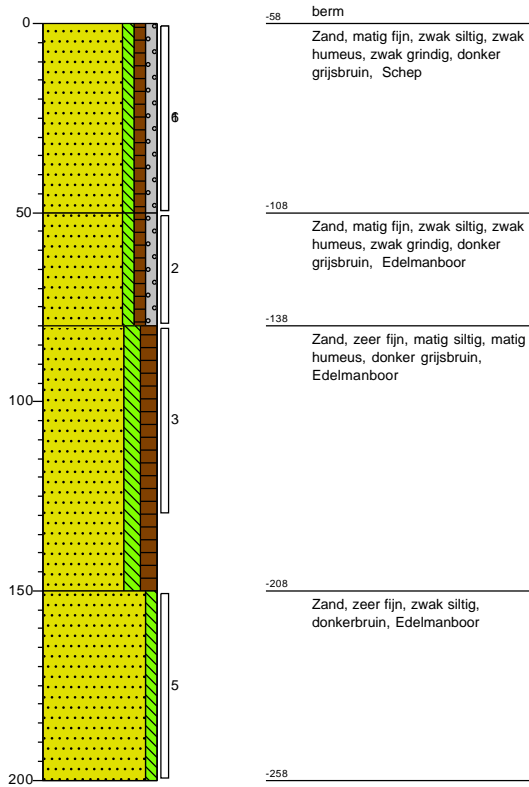 berm
0
-58
Zand, matig fijn, zwak siltig, zwak
humeus, zwak grindig, donker
grijsbruin, Schep
50
-108
Zand, matig fijn, zwak siltig, zwak
humeus, zwak grindig, donker
grijsbruin, Edelmanboor
2
-138
Zand, zeer fijn, matig siltig, matig
humeus, donker grijsbruin,
Edelmanboor
100
3
150
-208
Zand, zeer fijn, zwak siltig,
donkerbruin, Edelmanboor
5
200
-258